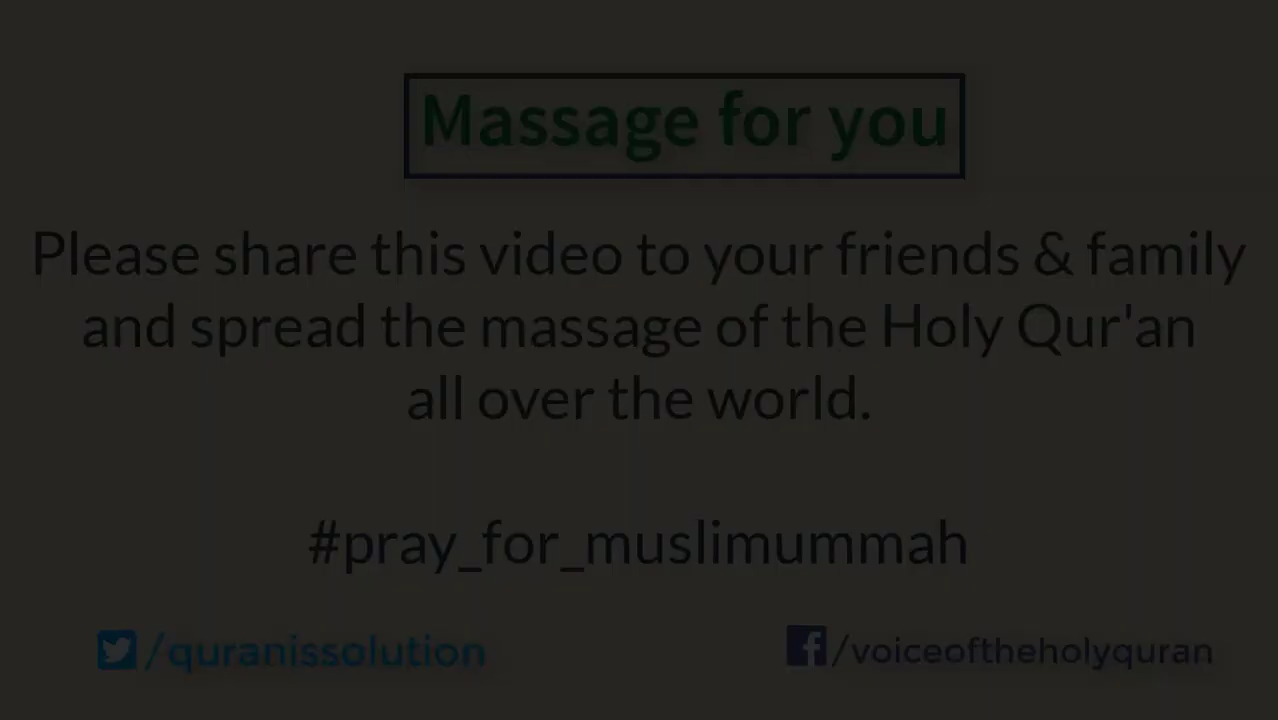 Massage for you
Please share this video to your friends & family
and spread the massage of the Holy Qur'an
all over the world.
#pray_for_muslimummah
/quranissolution
/voiceoftheholyquran